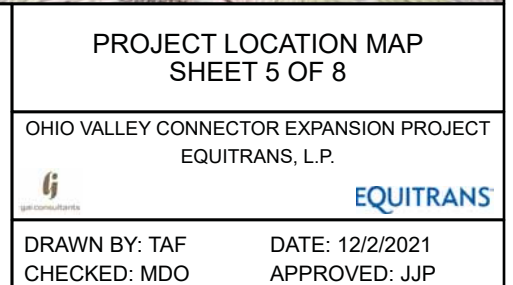 PROJECT LOCATION MAP
SHEET 5 OF 8
OHIO VALLEY CONNECTOR EXPANSION PROJECT
EQUITRANS, L.P.
gai consultants
EQUITRANS
DRAWN BY: TAF DATE: 12/2/2021
CHECKED: MDO APPROVED: JJP